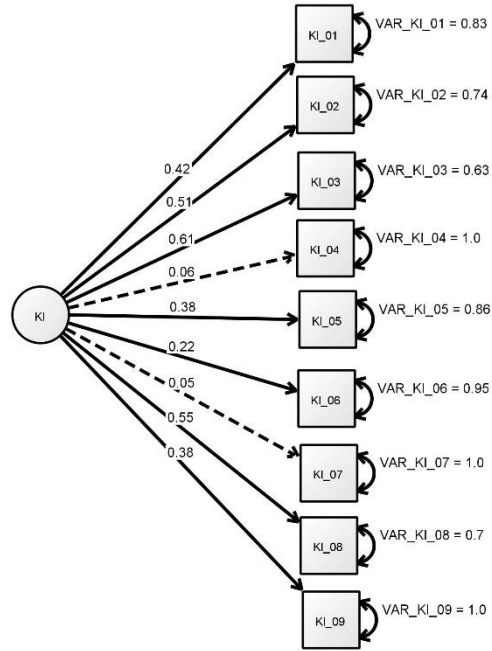 KI_01
VAR_KI_01 = 0.83
KI_02
VAR_KI_02 = 0.74
0.42
KI_03
VAR_KI_03 = 0.63
0.51
0.61
KI_04
VAR_KI_04 = 1.0
0.06
KI
0.38
KI_05
VAR_KI_05 = 0.86
0.22
0.05
KI_06
VAR_KI_06 = 0.95
0.55
0.38
KI_07
VAR_KI_07 = 1.0
KI_08
VAR_KI_08 = 0.7
KI_09
VAR_KI_09 = 1.0